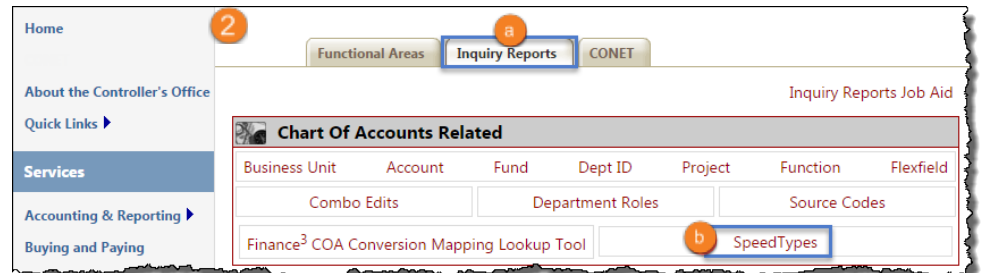 Home
2
a
Functional Areas Inquiry Reports CONET
About the Controller's Office
Inquiry Reports Job Aid
Quick Links
Chart Of Accounts Related
Services
Business Unit Account Fund Dept ID Project Function Flexfield
Combo Edits Department Roles Source Codes
Accounting & Reporting
Buying and Paying
Finance³ COA Conversion Mapping Lookup Tool b SpeedTypes